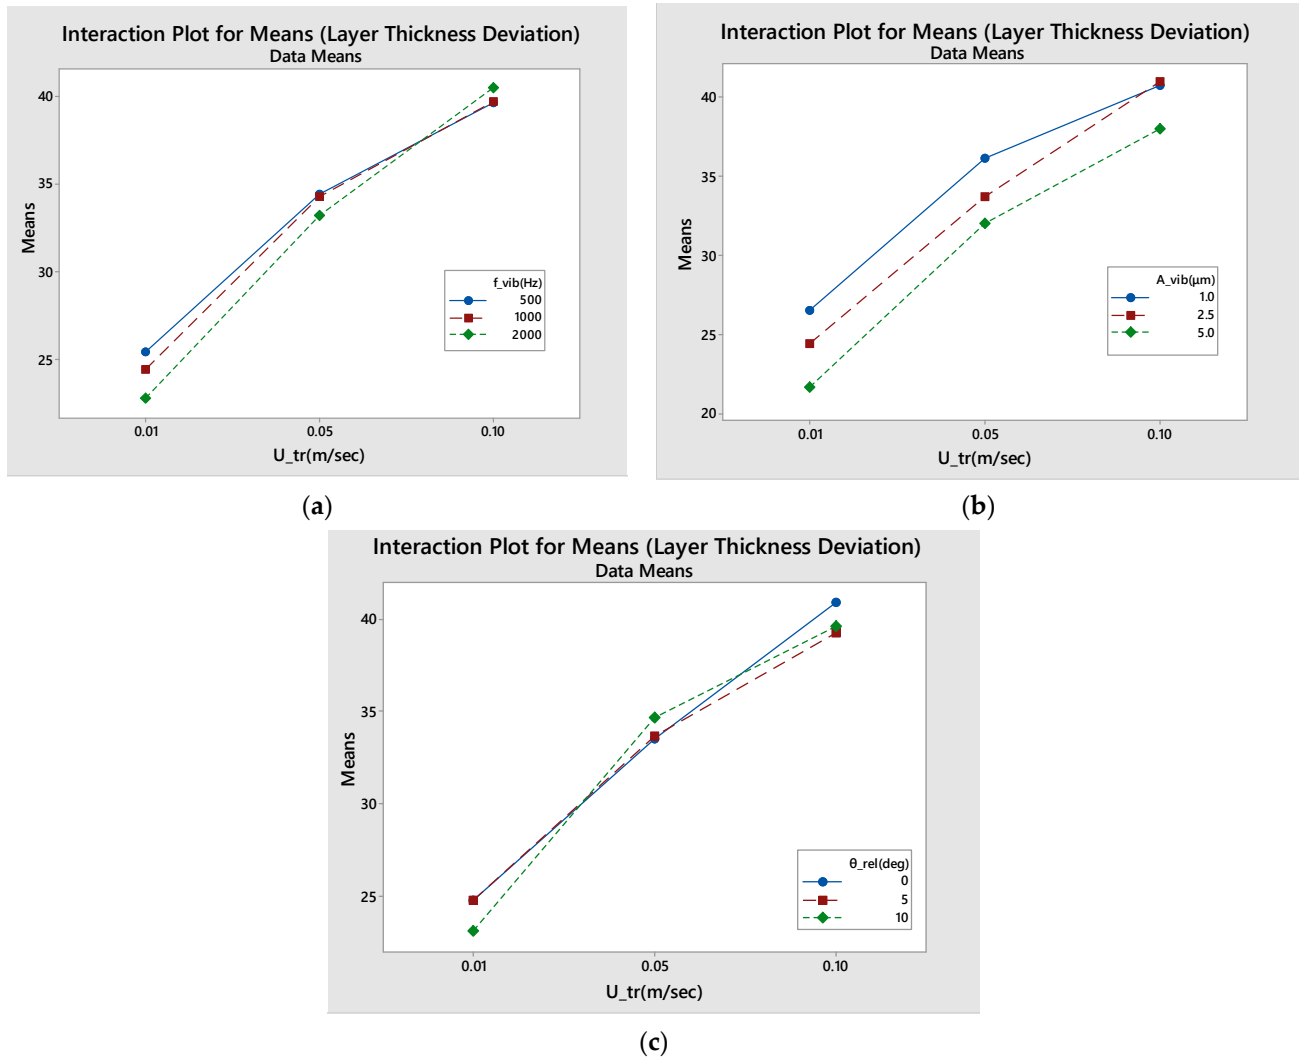 Interaction Plot for Means (Layer Thickness Deviation)
Data Means
Means
40
35
30
25
f_vib(Hz)
500
1000
2000
0.01 0.05 0.10
U_tr(m/sec)
(a)
Interaction Plot for Means (Layer Thickness Deviation)
Data Means
Means
40
35
30
25
20
A_vib(µm)
1.0
2.5
5.0
0.01 0.05 0.10
U_tr(m/sec)
(b)
Interaction Plot for Means (Layer Thickness Deviation)
Data Means
Means
40
35
30
25
θ_rel(deg)
0
5
10
0.01 0.05 0.10
U_tr(m/sec)
(c)